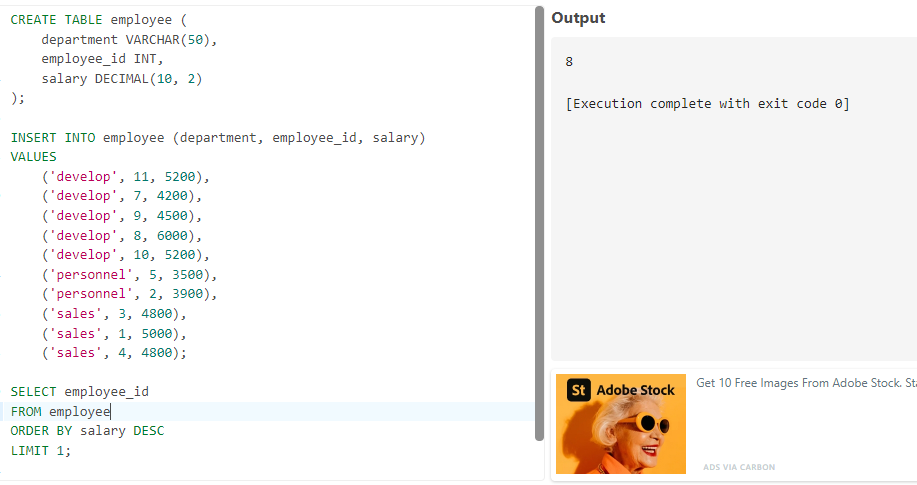 CREATE TABLE employee (
    department VARCHAR(50),
    employee_id INT,
    salary DECIMAL(10, 2)
);

INSERT INTO employee (department, employee_id, salary)
VALUES
    ('develop', 11, 5200),
    ('develop', 7, 4200),
    ('develop', 9, 4500),
    ('develop', 8, 6000),
    ('develop', 10, 5200),
    ('personnel', 5, 3500),
    ('personnel', 2, 3900),
    ('sales', 3, 4800),
    ('sales', 1, 5000),
    ('sales', 4, 4800);

SELECT employee_id
FROM employee
ORDER BY salary DESC
LIMIT 1;
Output
8
[Execution complete with exit code 0]
St Adobe Stock
Get 10 Free Images From Adobe Stock.
ADS VIA CARBON